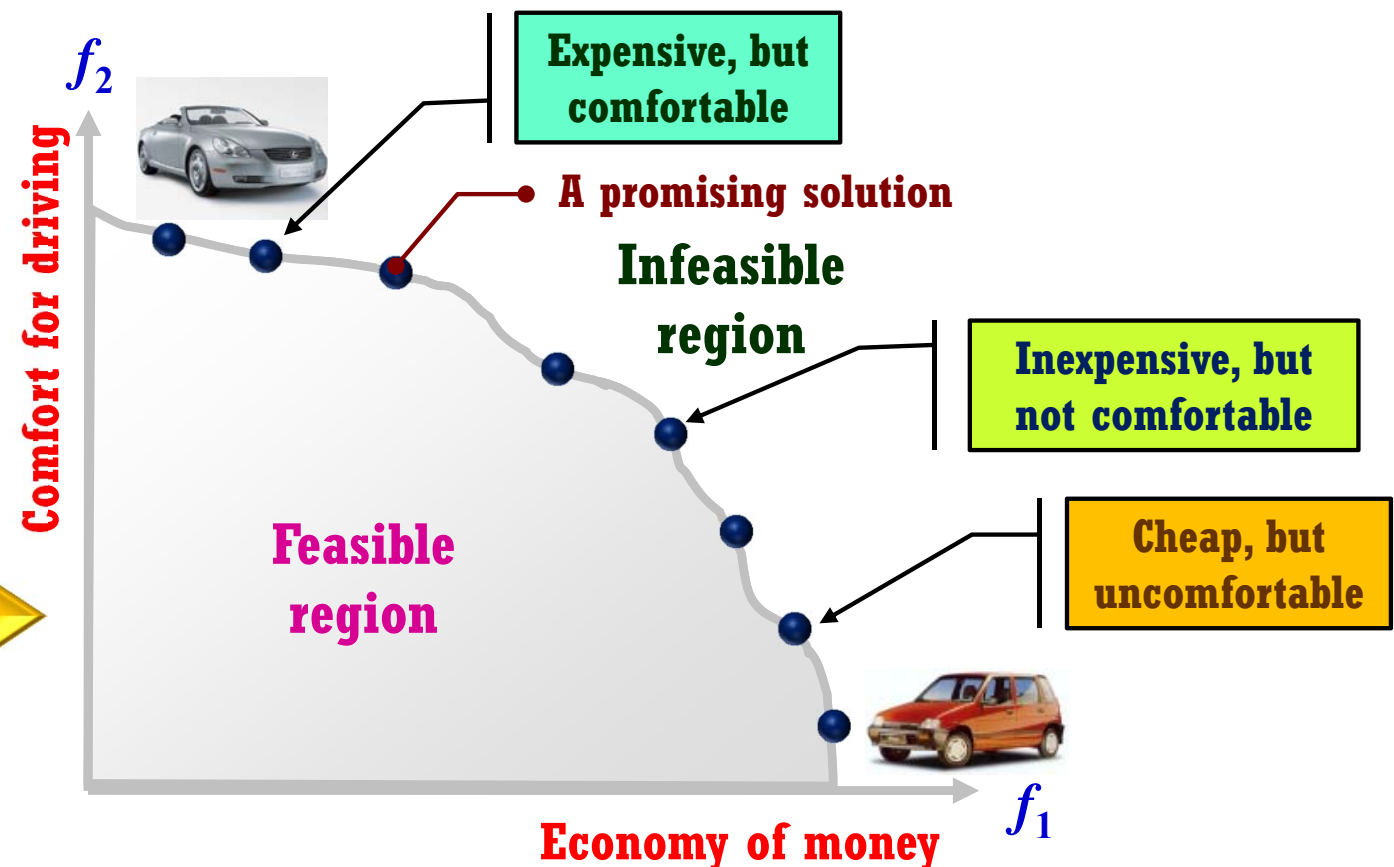 f2
Comfort for driving
Expensive, but
comfortable
A promising solution
Infeasible
region
Inexpensive, but
not comfortable
Feasible
region
Cheap, but
uncomfortable
f1
Economy of money